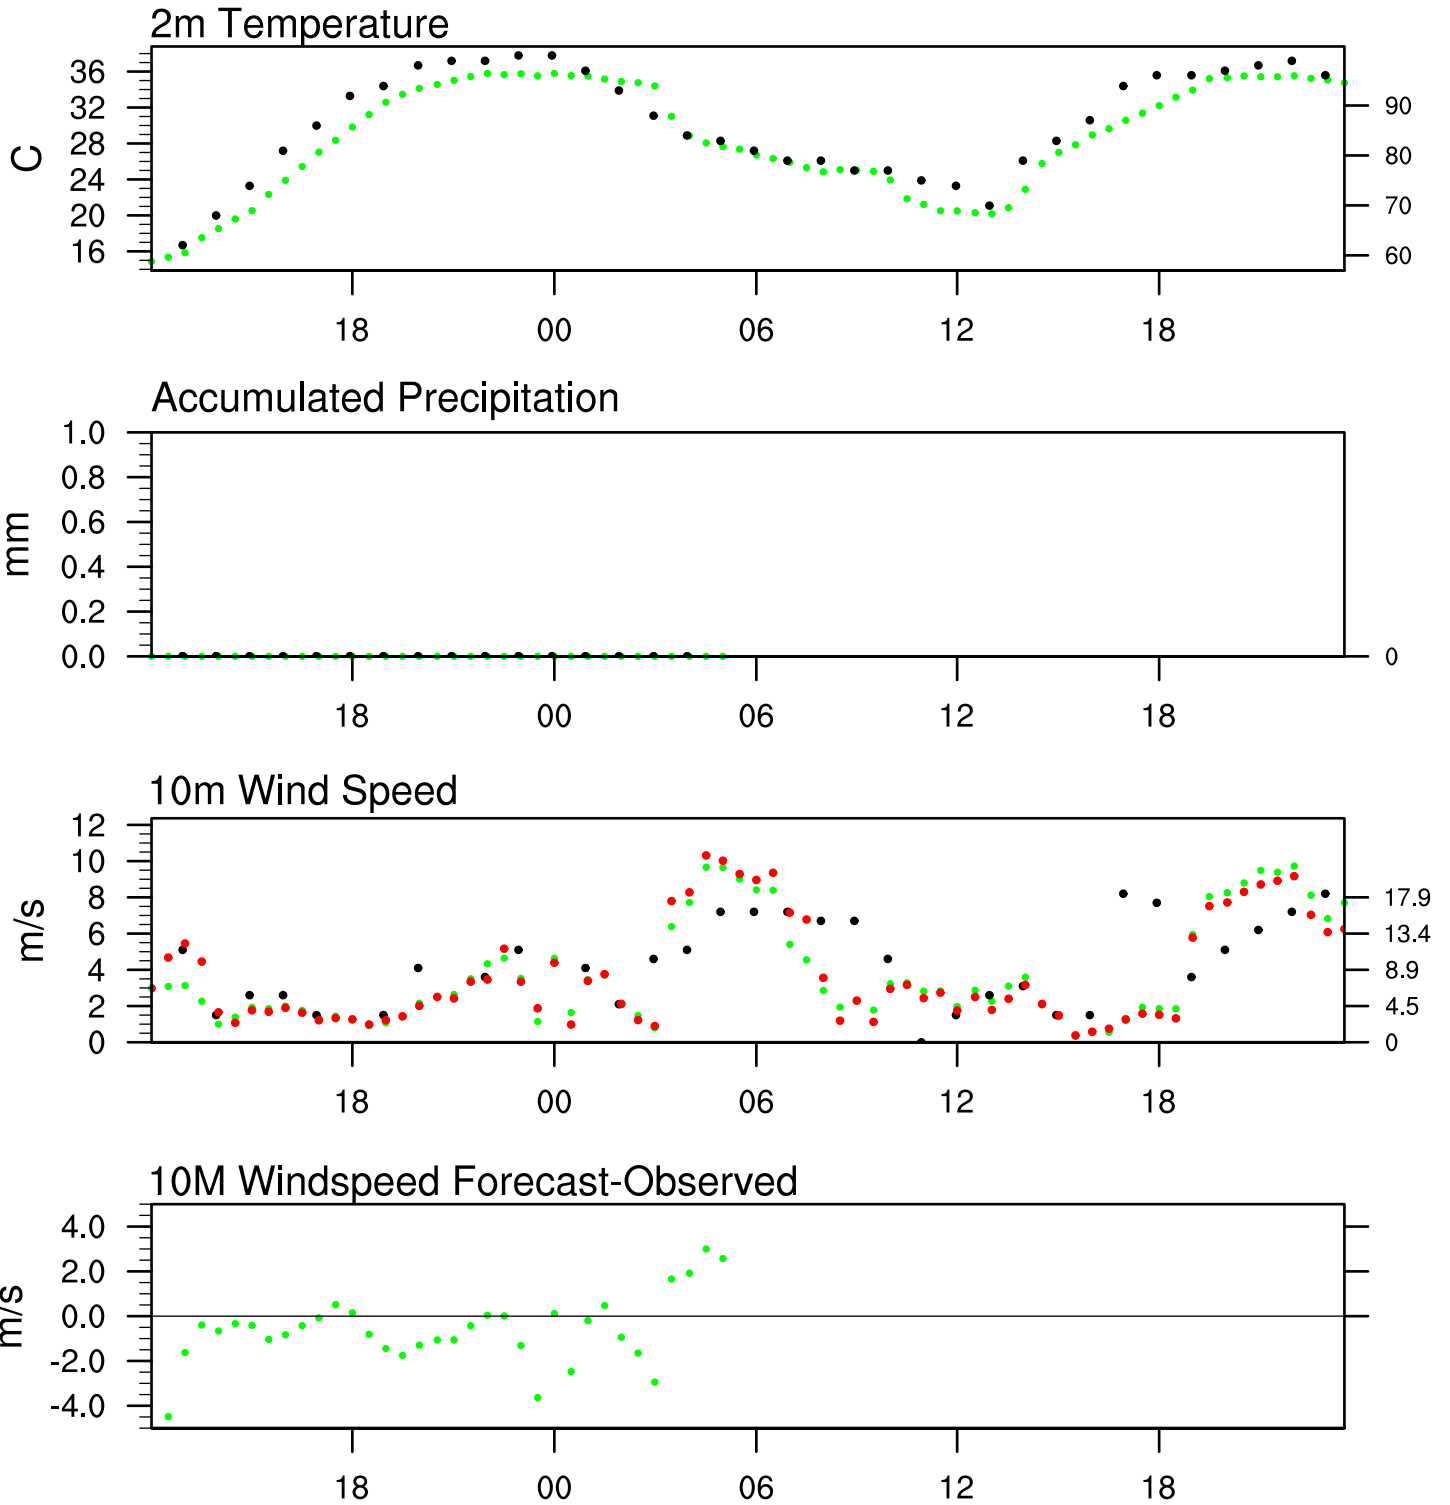 2m Temperature
36
32
28
24
20
16
C
90
80
70
60
18 00 06 12 18
Accumulated Precipitation
1.0
0.8
0.6
0.4
0.2
0.0
mm
0
18 00 06 12 18
10m Wind Speed
12
10
8
6
4
2
0
m/s
17.9
13.4
8.9
4.5
0
18 00 06 12 18
10M Windspeed Forecast-Observed
4.0
2.0
0.0
-2.0
-4.0
m/s
18 00 06 12 18